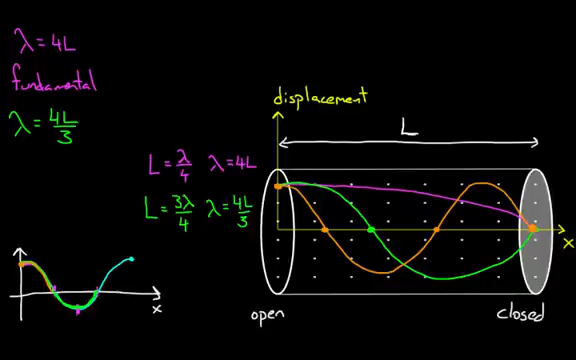 λ = 4L
fundamental
λ = 4L/3
displacement
L
L = λ/4 λ = 4L
L = 3λ/4 λ = 4L/3
x
x
open
closed